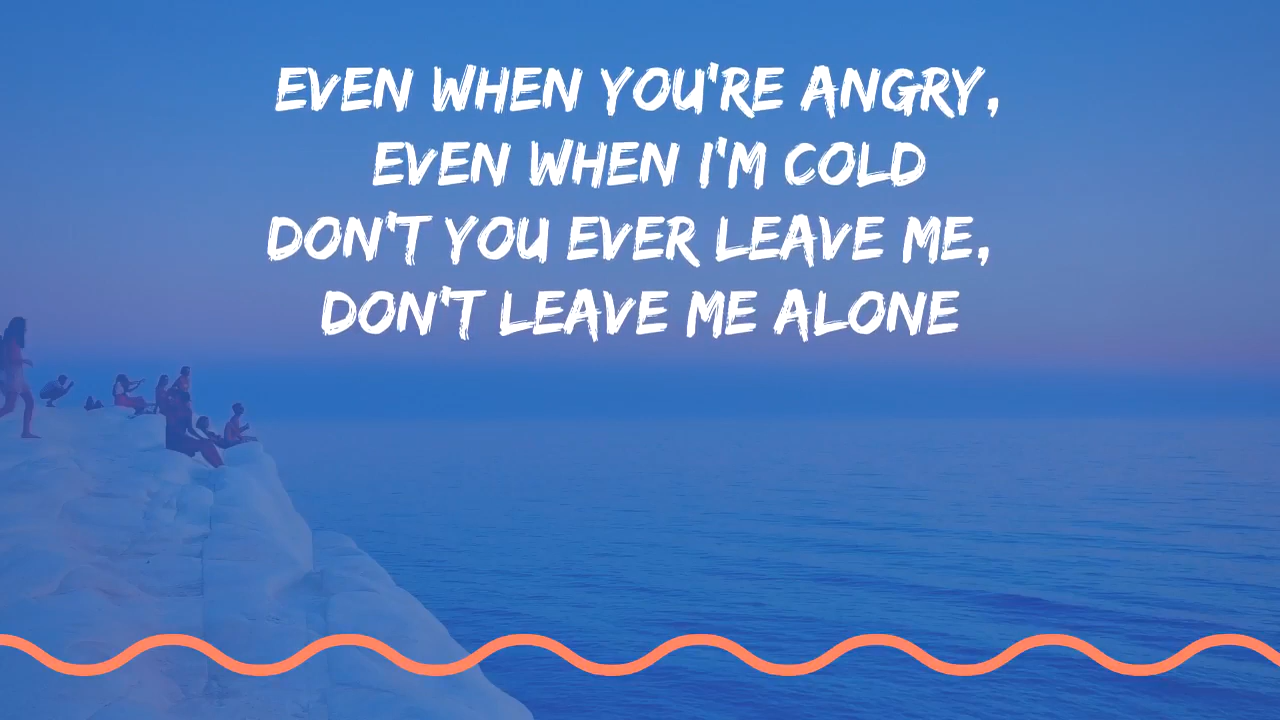 EVEN WHEN YOU'RE ANGRY,
EVEN WHEN I'M COLD
DON'T YOU EVER LEAVE ME,
DON'T LEAVE ME ALONE